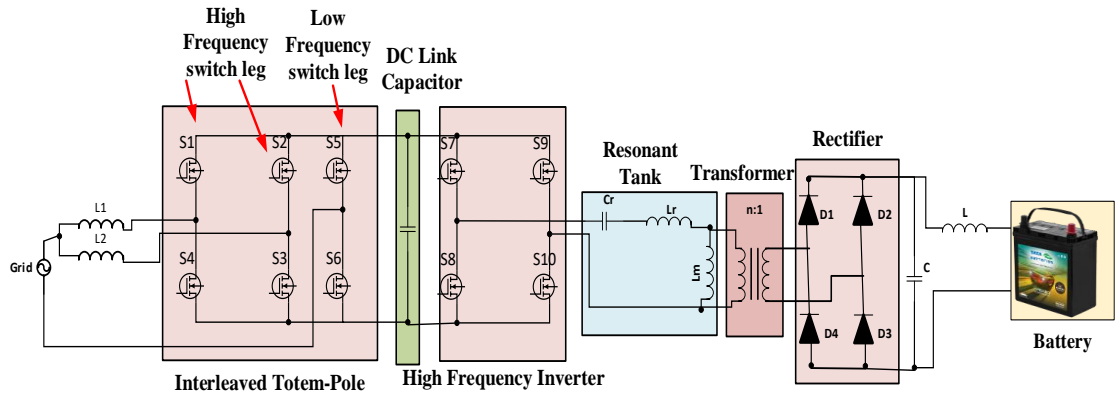 High
Frequency
switch leg
Low
Frequency
switch leg
DC Link
Capacitor
S1
S2
S5
S7
S9
Resonant
Tank
Transformer
Rectifier
L1
L2
Grid
Cr
Lr
Lm
n:1
D1
D2
L
C
S4
S3
S6
S8
S10
D4
D3
Battery
Interleaved Totem-Pole
High Frequency Inverter